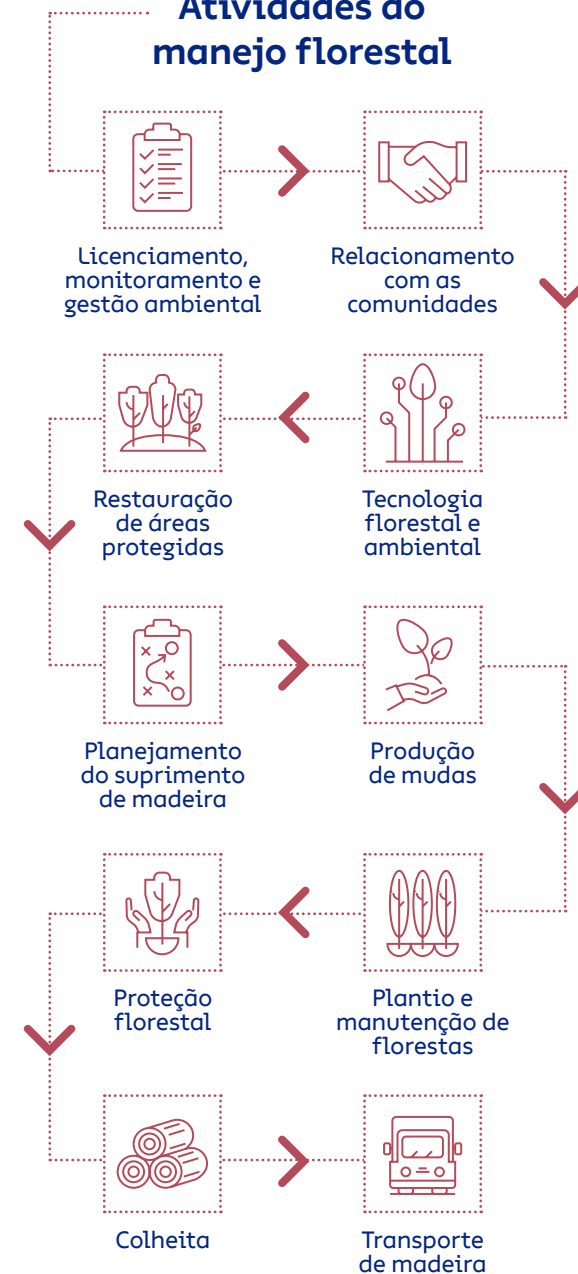 Atividades do
manejo florestal
Licenciamento,
monitoramento e
gestão ambiental
Relacionamento
com as
comunidades
Tecnologia
florestal e
ambiental
Restauração
de áreas
protegidas
Planejamento
do suprimento
de madeira
Produção
de mudas
Plantio e
manutenção de
florestas
Proteção
florestal
Colheita
Transporte
de madeira